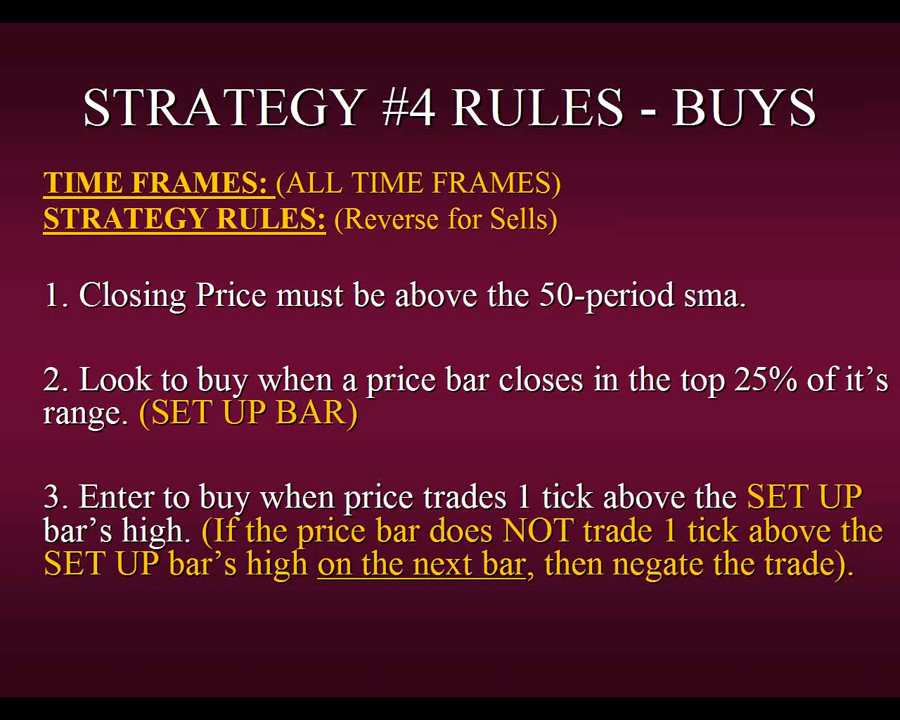 STRATEGY #4 RULES - BUYS
TIME FRAMES: (ALL TIME FRAMES)
STRATEGY RULES: (Reverse for Sells)
1. Closing Price must be above the 50-period sma.
2. Look to buy when a price bar closes in the top 25% of it’s
range. (SET UP BAR)
3. Enter to buy when price trades 1 tick above the SET UP
bar’s high. (If the price bar does NOT trade 1 tick above the
SET UP bar’s high on the next bar, then negate the trade).